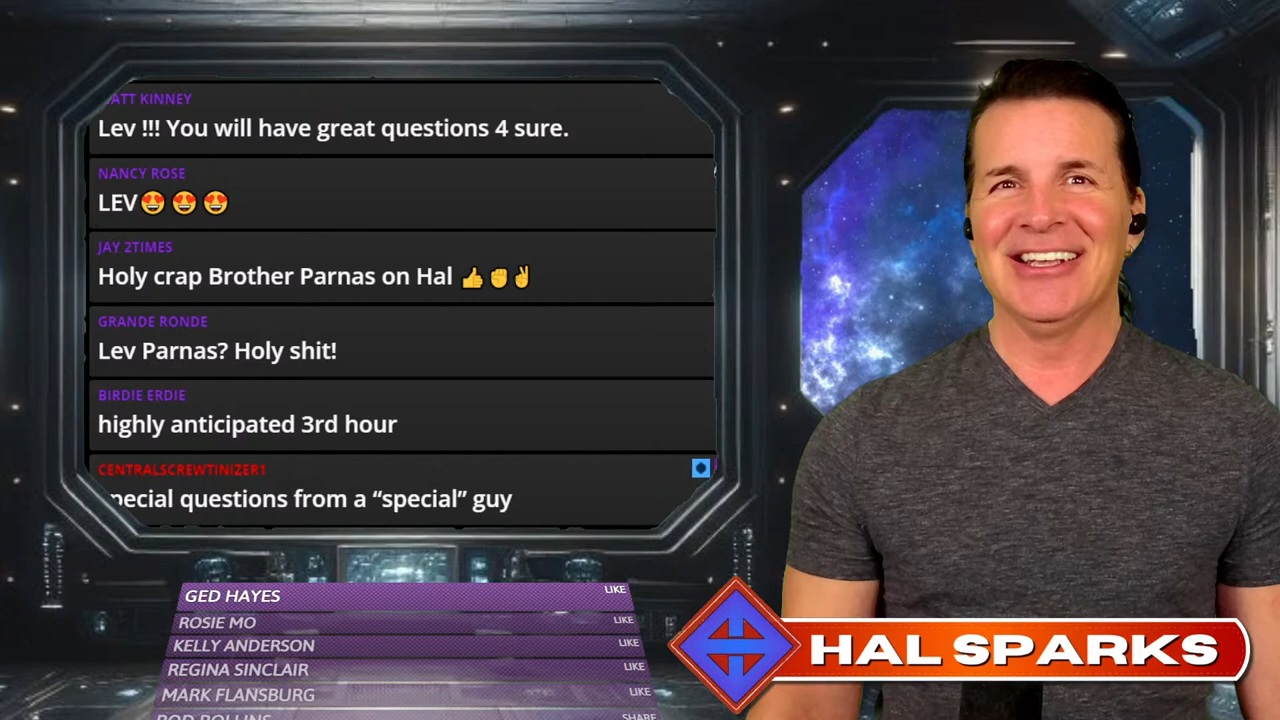 ATT KINNEY
Lev !!! You will have great questions 4 sure.
NANCY ROSE
LEV😍 😍 😍
JAY 2TIMES
Holy crap Brother Parnas on Hal 👍✊✌
GRANDE RONDE
Lev Parnas? Holy shit!
BIRDIE ERDIE
highly anticipated 3rd hour
CENTRALSCREWTINIZER1
pecial questions from a “special” guy
GED HAYES LIKE
ROSIE MO LIKE
KELLY ANDERSON LIKE
REGINA SINCLAIR LIKE
MARK FLANSBURG LIKE
ROD ROLLINS SHARE
HAL SPARKS